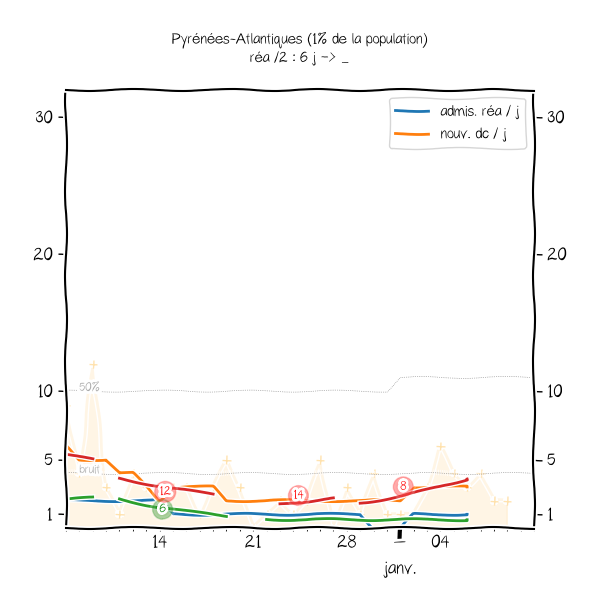 Pyrénées-Atlantiques (1% de la population)
réa /2 : 6 j -> _
admis. réa / j
nouv. dc / j
30 30
20 20
10 50% 10
5 bruit 5
12 14 8
6
1 1
14 21 28 1 04
janv.